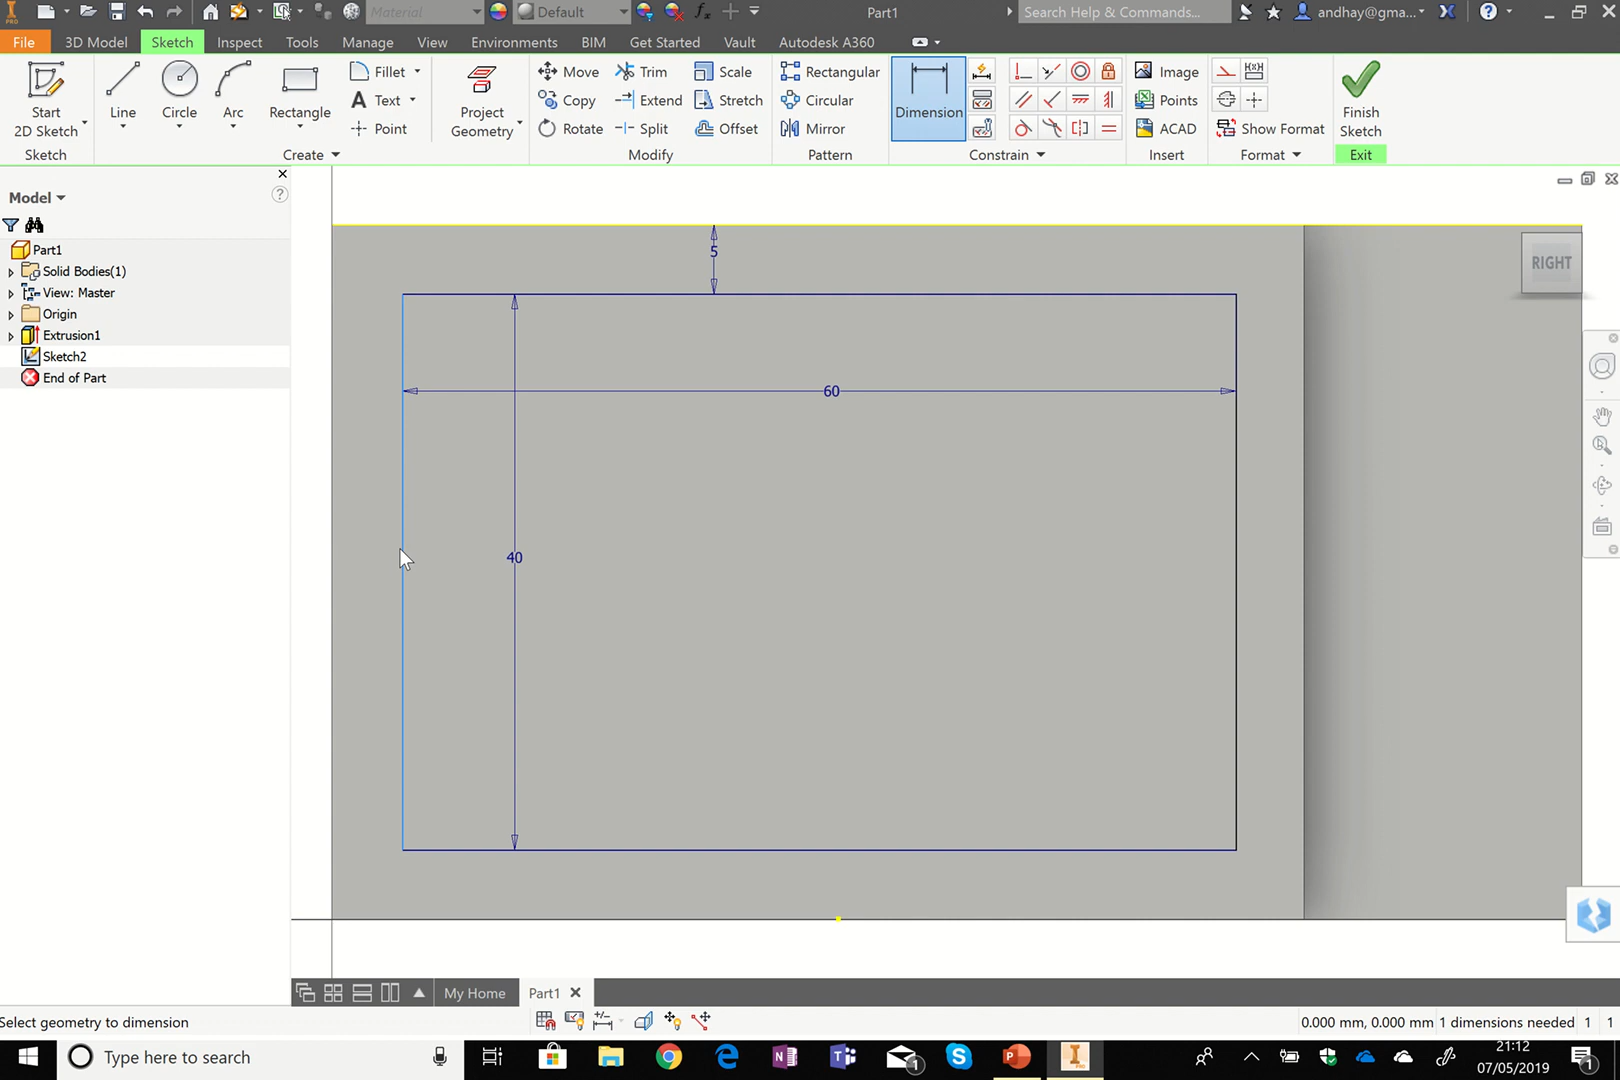 PRO Material Default fx Part1 Search Help & Commands... andhay@gma...
File 3D Model Sketch Inspect Tools Manage View Environments BIM Get Started Vault Autodesk A360
Start 2D Sketch Line Circle Arc Rectangle Fillet Text Point Project Geometry Move Copy Rotate Trim Extend Split Scale Stretch Offset Rectangular Circular Mirror Dimension Image Points ACAD Show Format Finish Sketch
Sketch Create Modify Pattern Constrain Insert Format Exit
Model
Part1
Solid Bodies(1)
View: Master
Origin
Extrusion1
Sketch2
End of Part
5
RIGHT
60
40
My Home Part1
Select geometry to dimension 0.000 mm, 0.000 mm 1 dimensions needed 1 1
Type here to search 1 21:12
07/05/2019 1